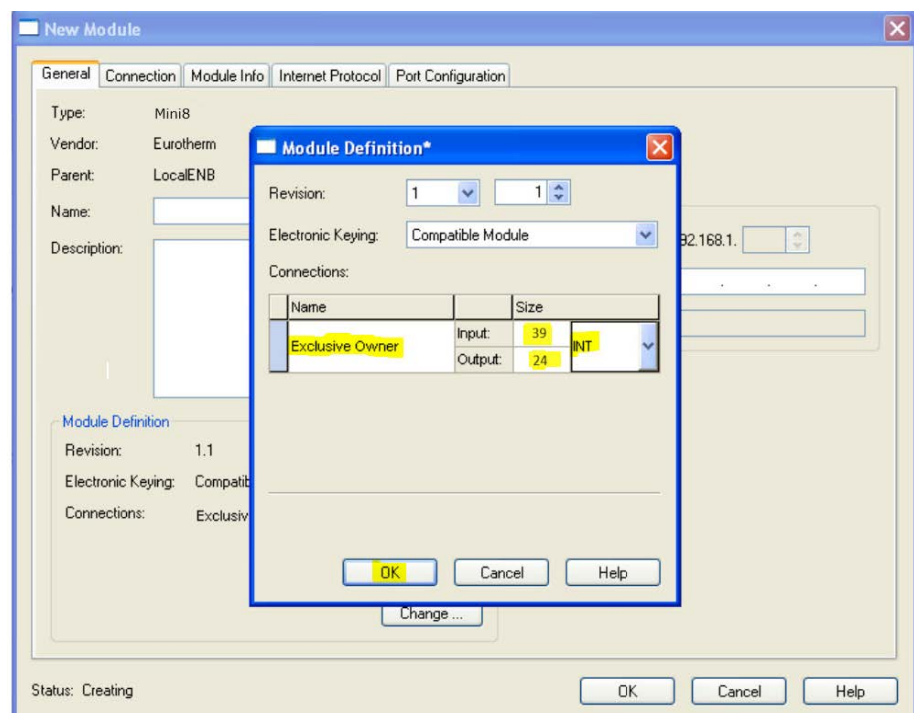 New Module
General Connection Module Info Internet Protocol Port Configuration
Type: Mini8
Vendor: Eurotherm
Parent: LocalENB
Name:
Description:
92.168.1.
Module Definition*
Revision: 1 1
Electronic Keying: Compatible Module
Connections:
Name Size
Exclusive Owner Input: 39 INT
Output: 24
OK Cancel Help
Module Definition
Revision: 1.1
Electronic Keying: Compatib
Connections: Exclusiv
Change ...
Status: Creating
OK Cancel Help